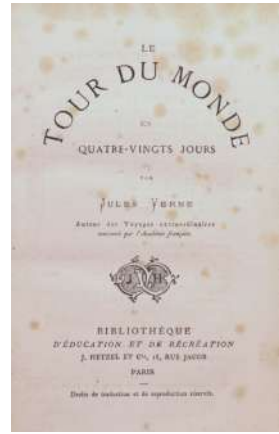 LE
TOUR DU MONDE
EN
QUATRE-VINGTS JOURS
PAR
JULES VERNE
Auteur des Voyages extraordinaires
couronnés par l'Académie française.
J H
BIBLIOTHÈQUE
D'ÉDUCATION ET DE RÉCRÉATION
J. HETZEL ET Cie, 18, RUE JACOB
PARIS
Droits de traduction et de reproduction réservés.